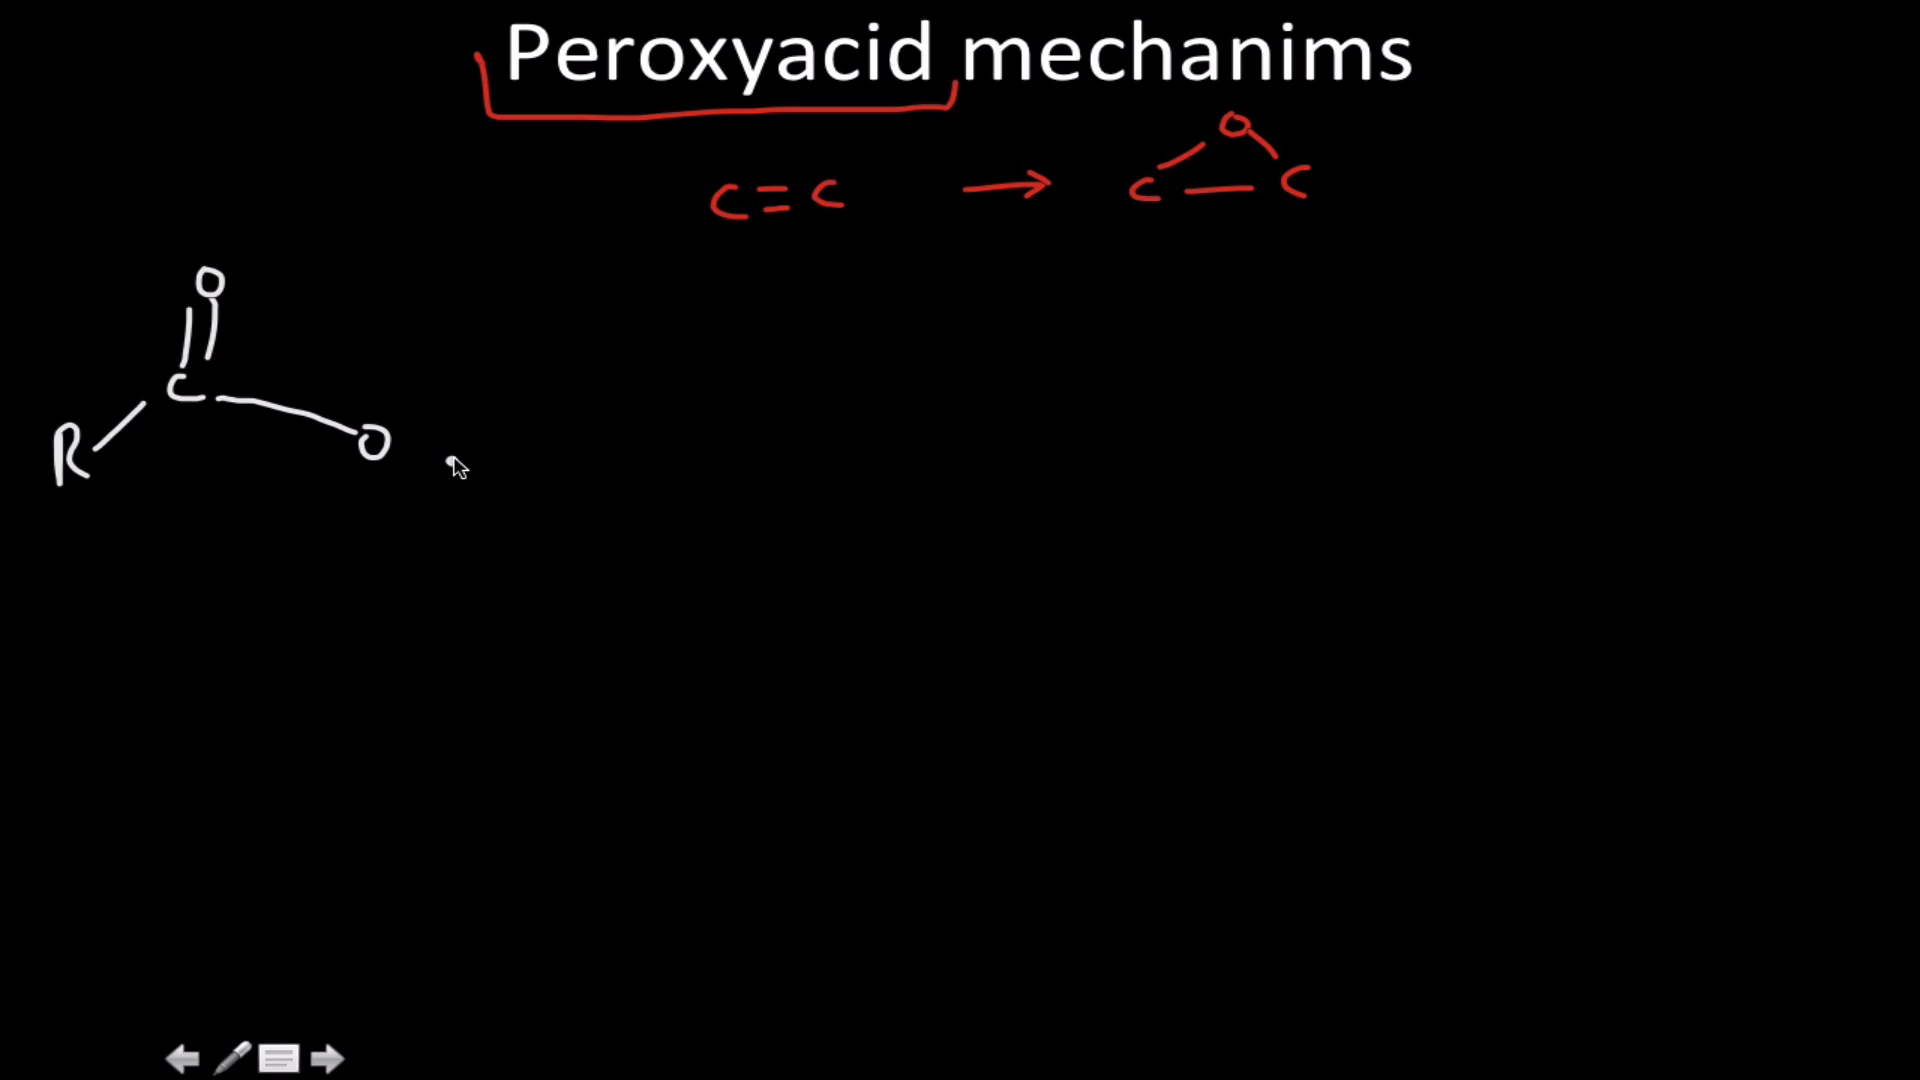 Peroxyacid mechanims
O
C = C → C — C
O
C
R O